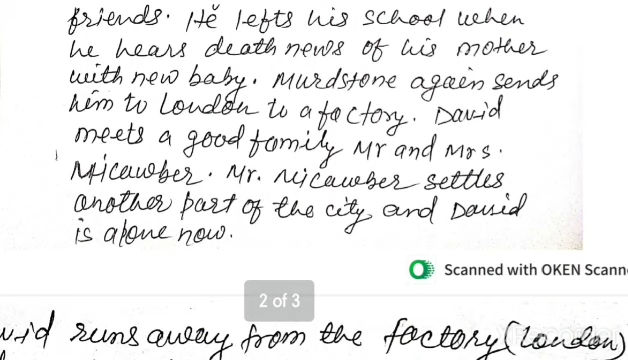 friends. He lefts his school when
he hears death news of his mother
with new baby. Murdstone again sends
him to London to a factory. David
meets a good family Mr and Mrs.
Micawber. Mr. Micawber settles
another part of the city and David
is alone now.
Scanned with OKEN Scann
2 of 3
vid runs away from the factory (London)